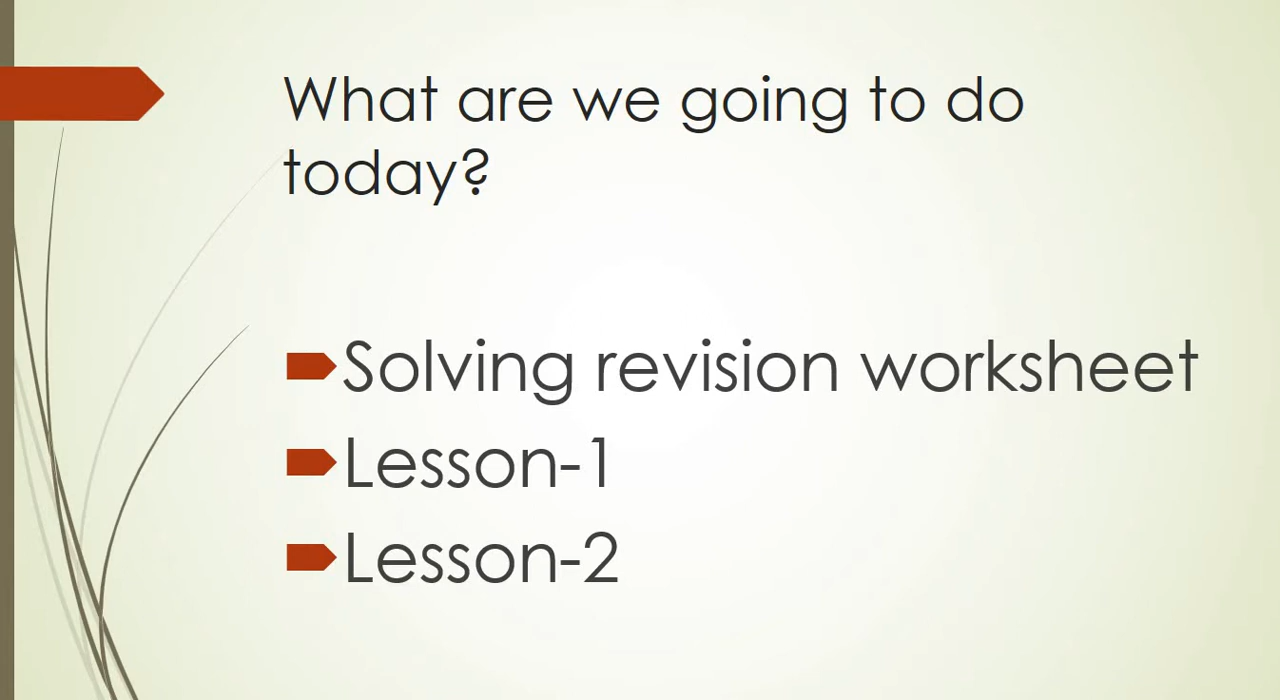 What are we going to do
today?
Solving revision worksheet
Lesson-1
Lesson-2